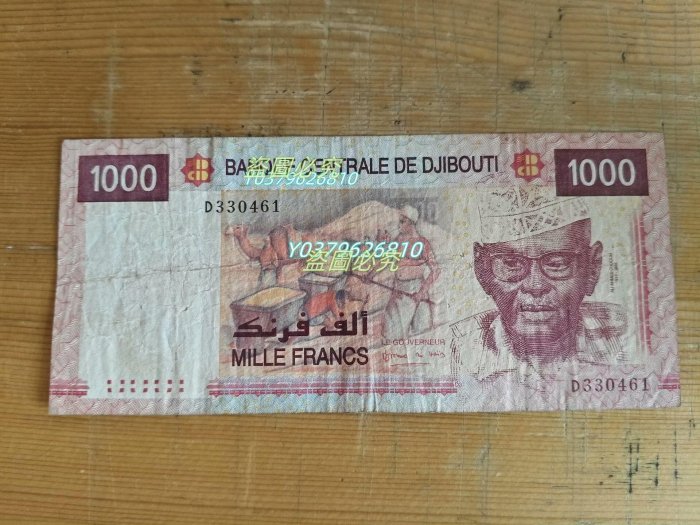 1000
BANQUE CENTRALE DE DJIBOUTI
1000
盜圖必究
Y0379626810
D330461
Y0379626810
盜圖必究
ألف فرنك
MILLE FRANCS
LE GOUVERNEUR
D330461